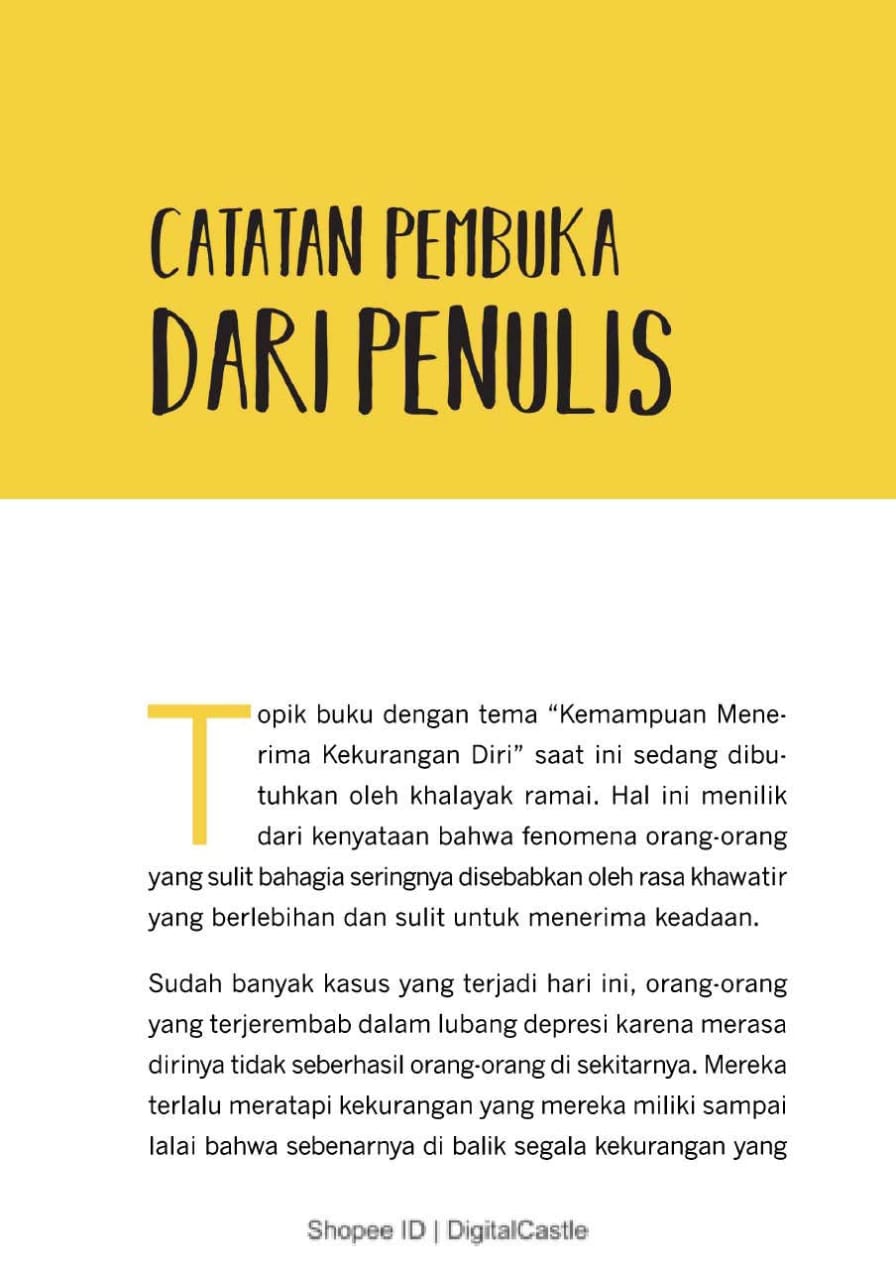 CATATAN PEMBUKA
DARI PENULIS
Topik buku dengan tema “Kemampuan Mene-
rima Kekurangan Diri” saat ini sedang dibu-
tuhkan oleh khalayak ramai. Hal ini menilik
dari kenyataan bahwa fenomena orang-orang
yang sulit bahagia seringnya disebabkan oleh rasa khawatir
yang berlebihan dan sulit untuk menerima keadaan.
Sudah banyak kasus yang terjadi hari ini, orang-orang
yang terjerembab dalam lubang depresi karena merasa
dirinya tidak seberhasil orang-orang di sekitarnya. Mereka
terlalu meratapi kekurangan yang mereka miliki sampai
lalai bahwa sebenarnya di balik segala kekurangan yang
Shopee ID | DigitalCastle